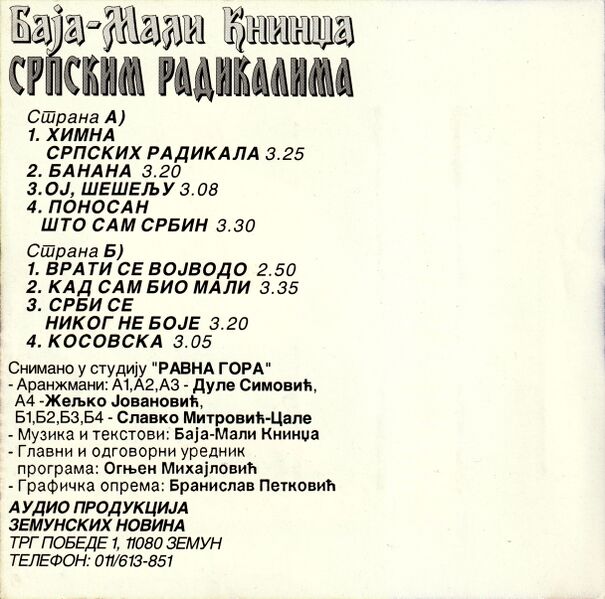 Баја-Мали Книнџа
СРПСКИМ РАДИКАЛИМА
Страна А)
1. ХИМНА
СРПСКИХ РАДИКАЛА 3.25
2. БАНАНА 3.20
3.ОЈ, ШЕШЕЉУ 3.08
4. ПОНОСАН
ШТО САМ СРБИН 3.30
Страна Б)
1. ВРАТИ СЕ ВОЈВОДО 2.50
2. КАД САМ БИО МАЛИ 3.35
3. СРБИ СЕ
НИКОГ НЕ БОЈЕ 3.20
4. КОСОВСКА 3.05
Снимано у студију "РАВНА ГОРА"
- Аранжмани: А1,А2,А3 - Дуле Симовић,
А4 -Жељко Јовановић,
Б1,Б2,Б3,Б4 - Славко Митровић-Цале
- Музика и текстови: Баја-Мали Книнџа
- Главни и одговорни уредник
програма: Огњен Михајловић
- Графичка опрема: Бранислав Петковић
АУДИО ПРОДУКЦИЈА
ЗЕМУНСКИХ НОВИНА
ТРГ ПОБЕДЕ 1, 11080 ЗЕМУН
ТЕЛЕФОН: 011/613-851